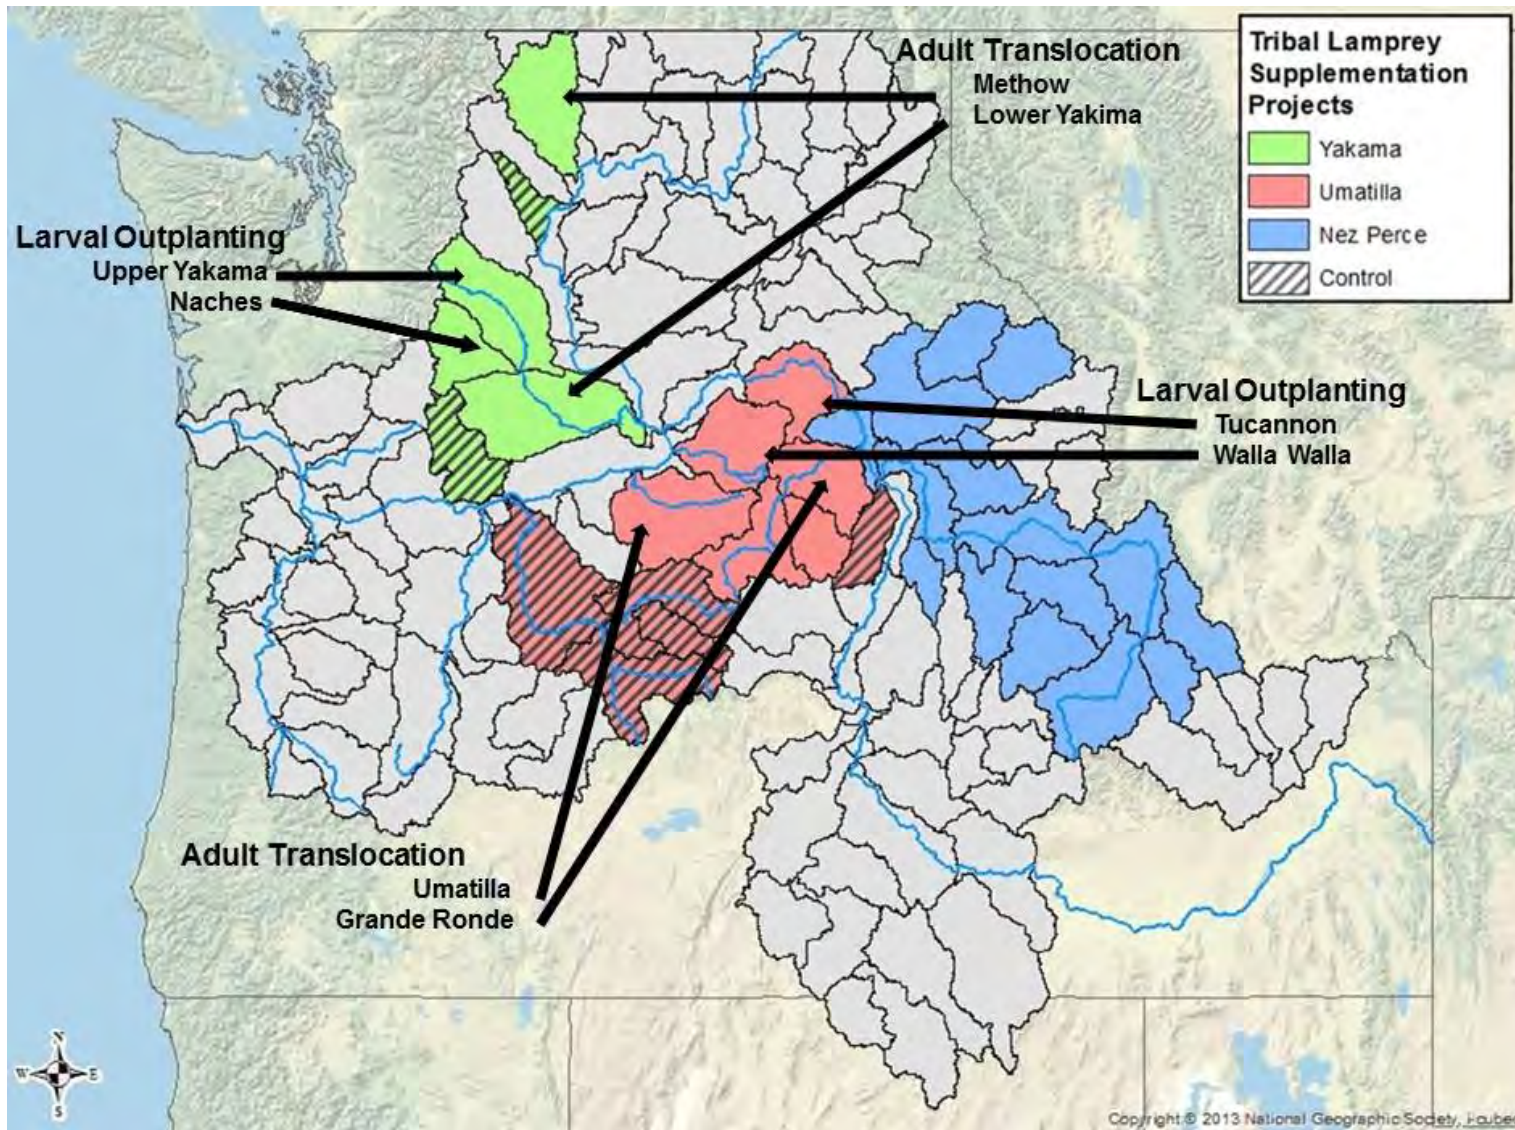 Adult Translocation
Methow
Lower Yakima
Tribal Lamprey
Supplementation
Projects
Yakama
Umatilla
Nez Perce
Control
Larval Outplanting
Upper Yakama
Naches
Larval Outplanting
Tucannon
Walla Walla
Adult Translocation
Umatilla
Grande Ronde
N
W
E
S
Copyright © 2013 National Geographic Society,